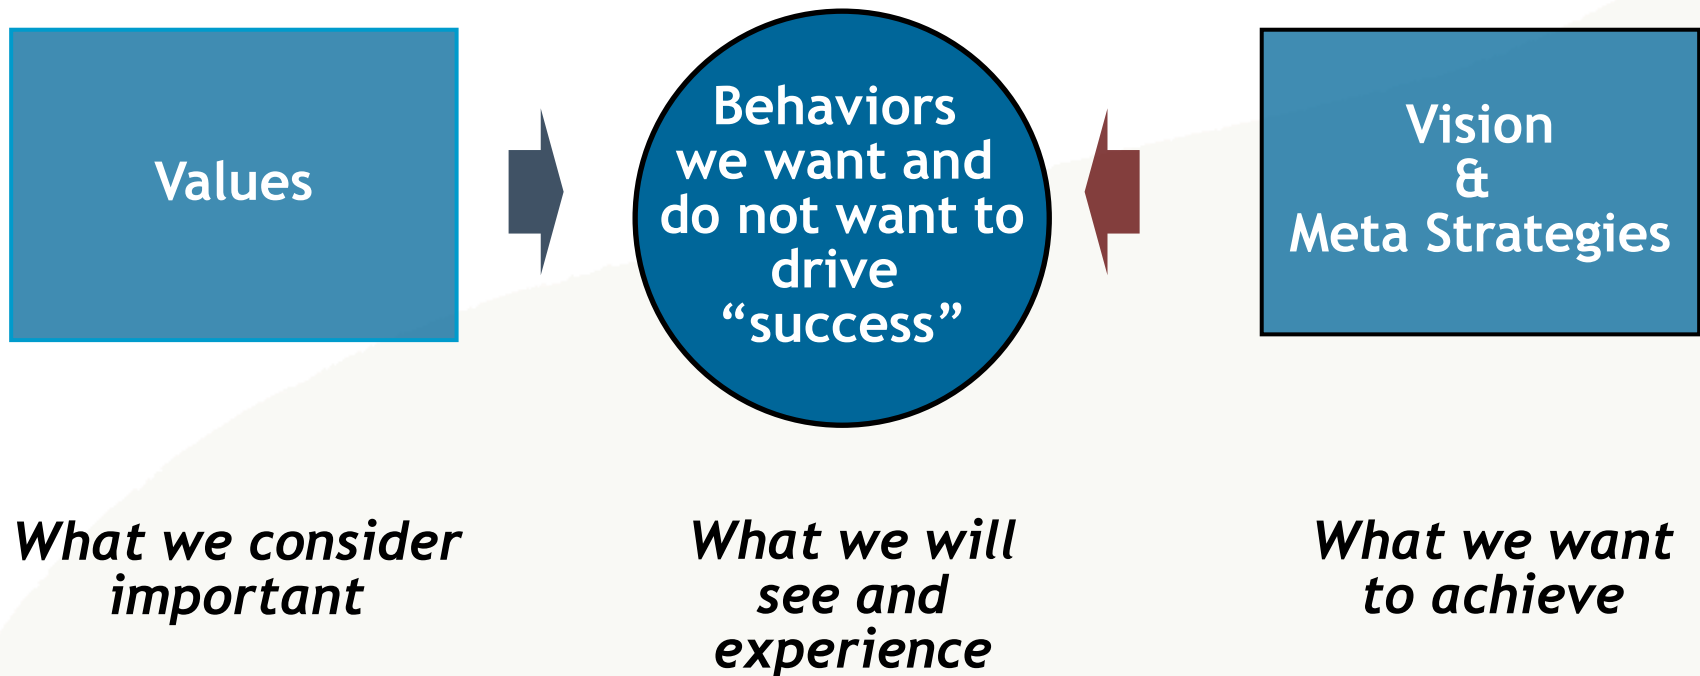 Values
Behaviors
we want and
do not want to
drive
“success”
Vision
&
Meta Strategies
What we consider
important
What we will
see and
experience
What we want
to achieve